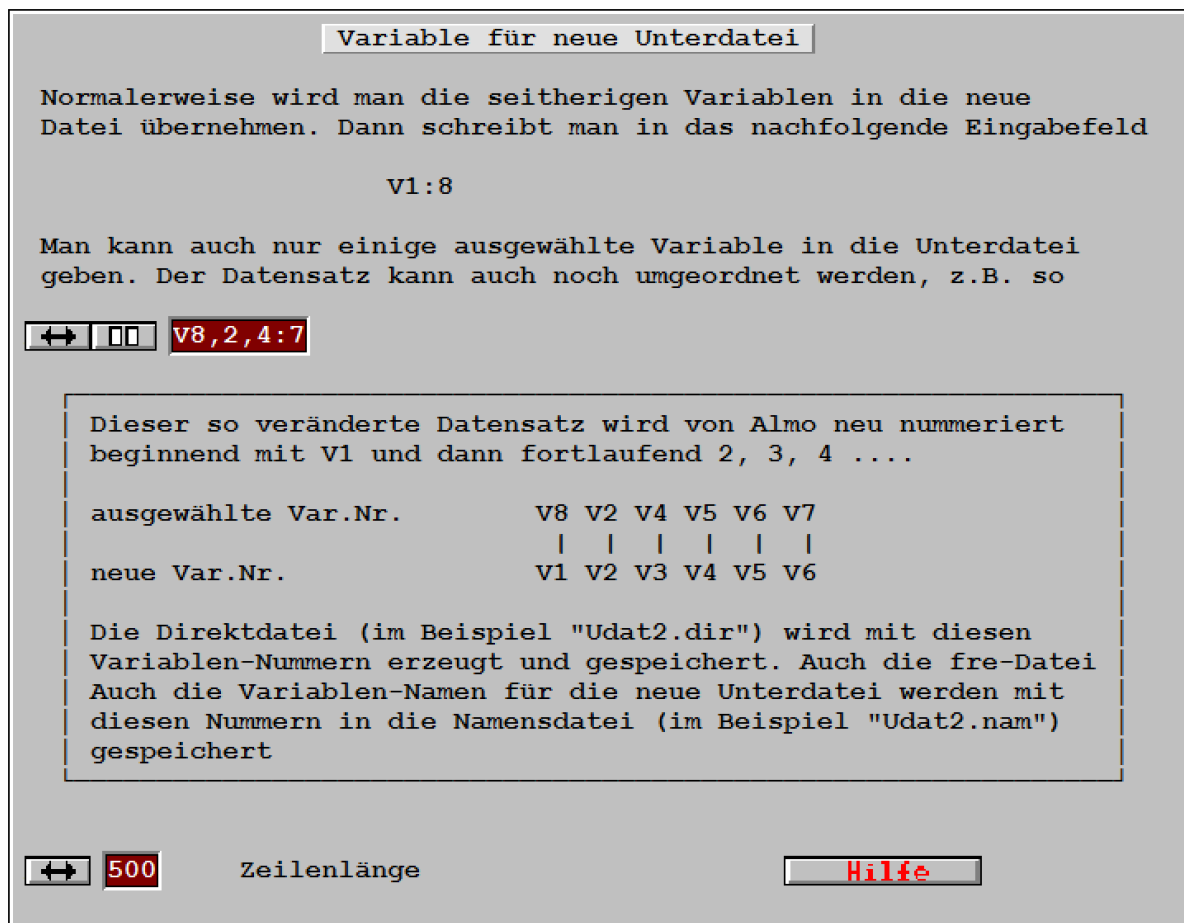 Variable für neue Unterdatei
Normalerweise wird man die seitherigen Variablen in die neue
Datei übernehmen. Dann schreibt man in das nachfolgende Eingabefeld
V1:8
Man kann auch nur einige ausgewählte Variable in die Unterdatei
geben. Der Datensatz kann auch noch umgeordnet werden, z.B. so
V8,2,4:7
Dieser so veränderte Datensatz wird von Almo neu nummeriert
beginnend mit V1 und dann fortlaufend 2, 3, 4 ....
ausgewählte Var.Nr. V8 V2 V4 V5 V6 V7
| | | | | |
neue Var.Nr. V1 V2 V3 V4 V5 V6
Die Direktdatei (im Beispiel "Udat2.dir") wird mit diesen
Variablen-Nummern erzeugt und gespeichert. Auch die fre-Datei
Auch die Variablen-Namen für die neue Unterdatei werden mit
diesen Nummern in die Namensdatei (im Beispiel "Udat2.nam")
gespeichert
500 Zeilenlänge Hilfe